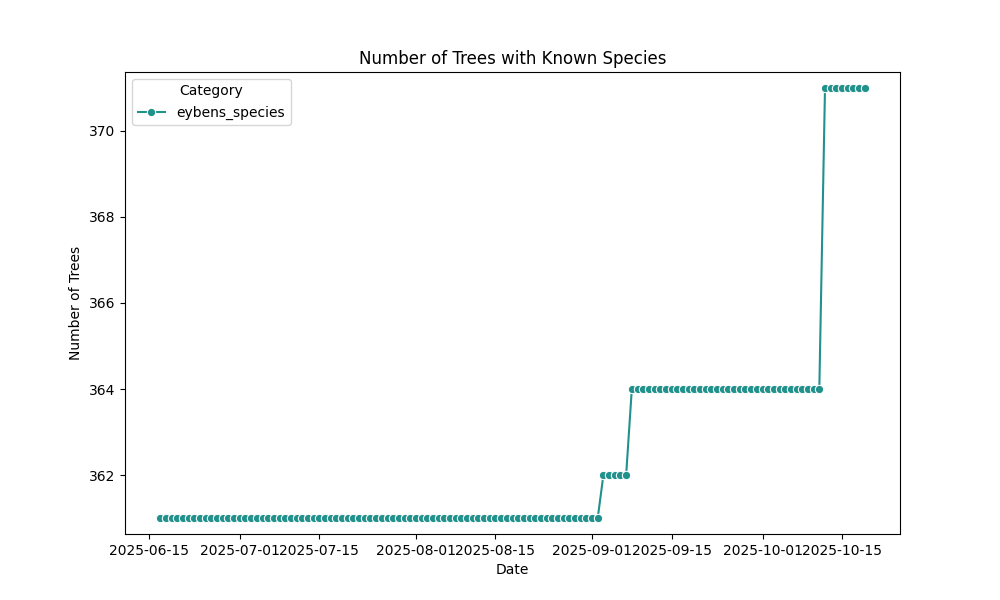 Number of Trees with Known Species
Category
eybens_species
Number of Trees
370
368
366
364
362
2025-06-15 2025-07-01 2025-07-15 2025-08-01 2025-08-15 2025-09-01 2025-09-15 2025-10-01 2025-10-15
Date